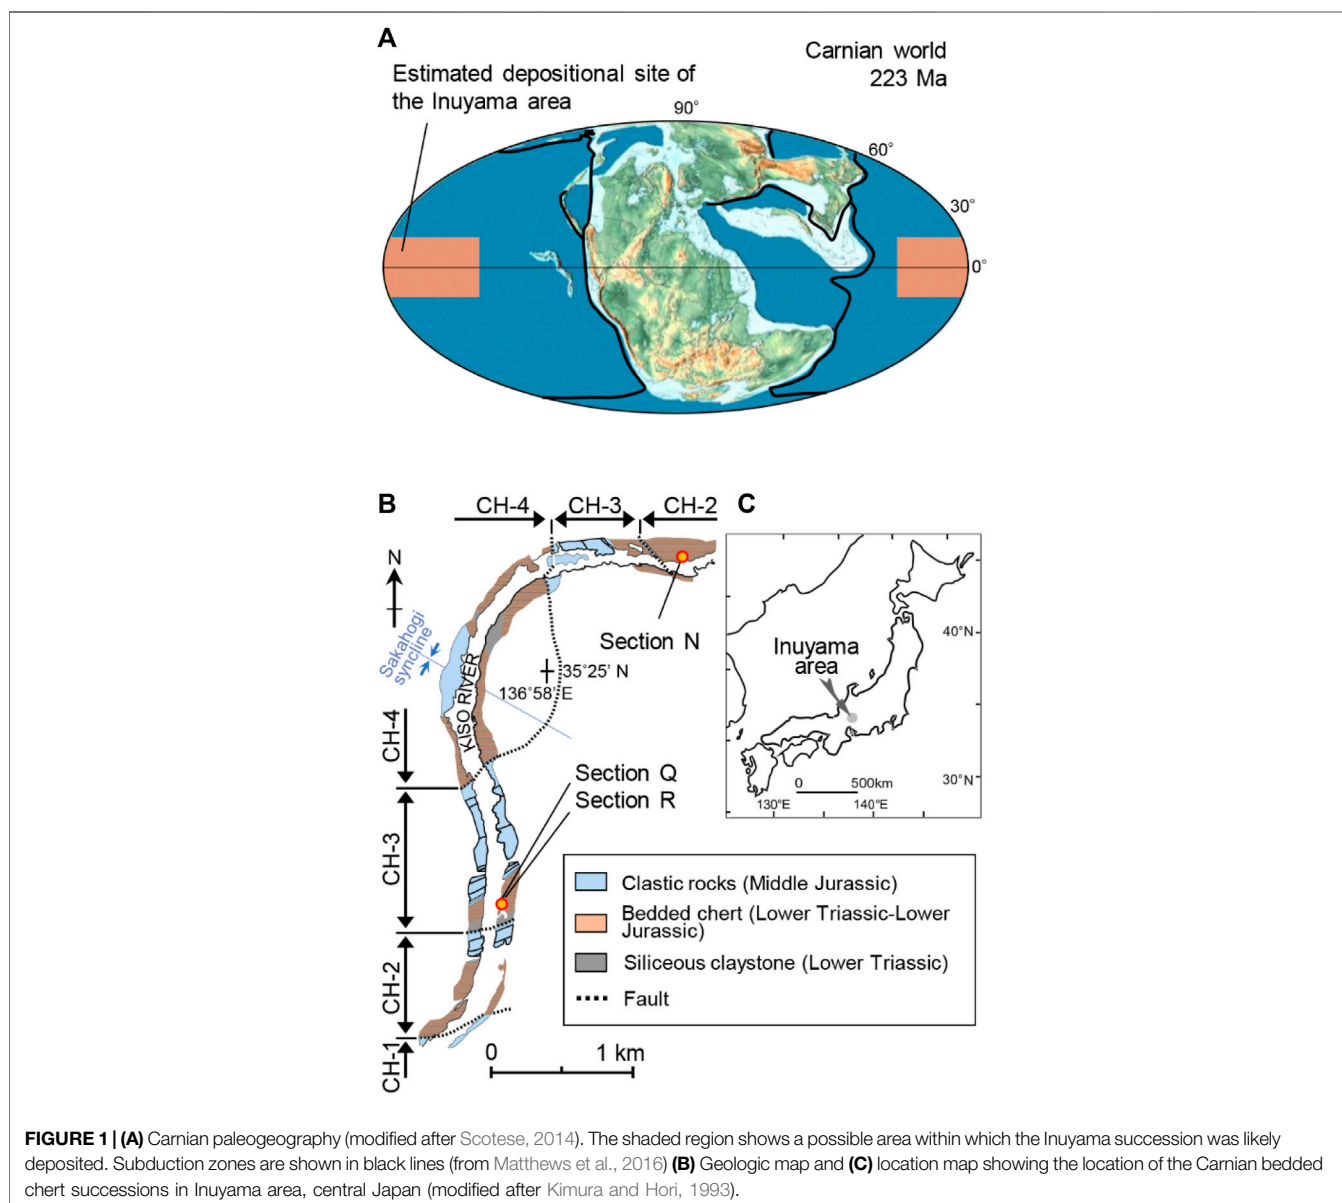 A
Carnian world
223 Ma
Estimated depositional site of
the Inuyama area
90°
60°
30°
0°
B
CH-4
CH-3
CH-2
C
N
Sakahogi
syncline
KISO RIVER
Section N
35°25' N
136°58' E
CH-4
CH-3
CH-2
CH-1
Section Q
Section R
0
1 km
Inuyama
area
40°N
30°N
0
500km
130°E
140°E
Clastic rocks (Middle Jurassic)
Bedded chert (Lower Triassic-Lower
Jurassic)
Siliceous claystone (Lower Triassic)
Fault
FIGURE 1 | (A) Carnian paleogeography (modified after Scotese, 2014). The shaded region shows a possible area within which the Inuyama succession was likely
deposited. Subduction zones are shown in black lines (from Matthews et al., 2016) (B) Geologic map and (C) location map showing the location of the Carnian bedded
chert successions in Inuyama area, central Japan (modified after Kimura and Hori, 1993).